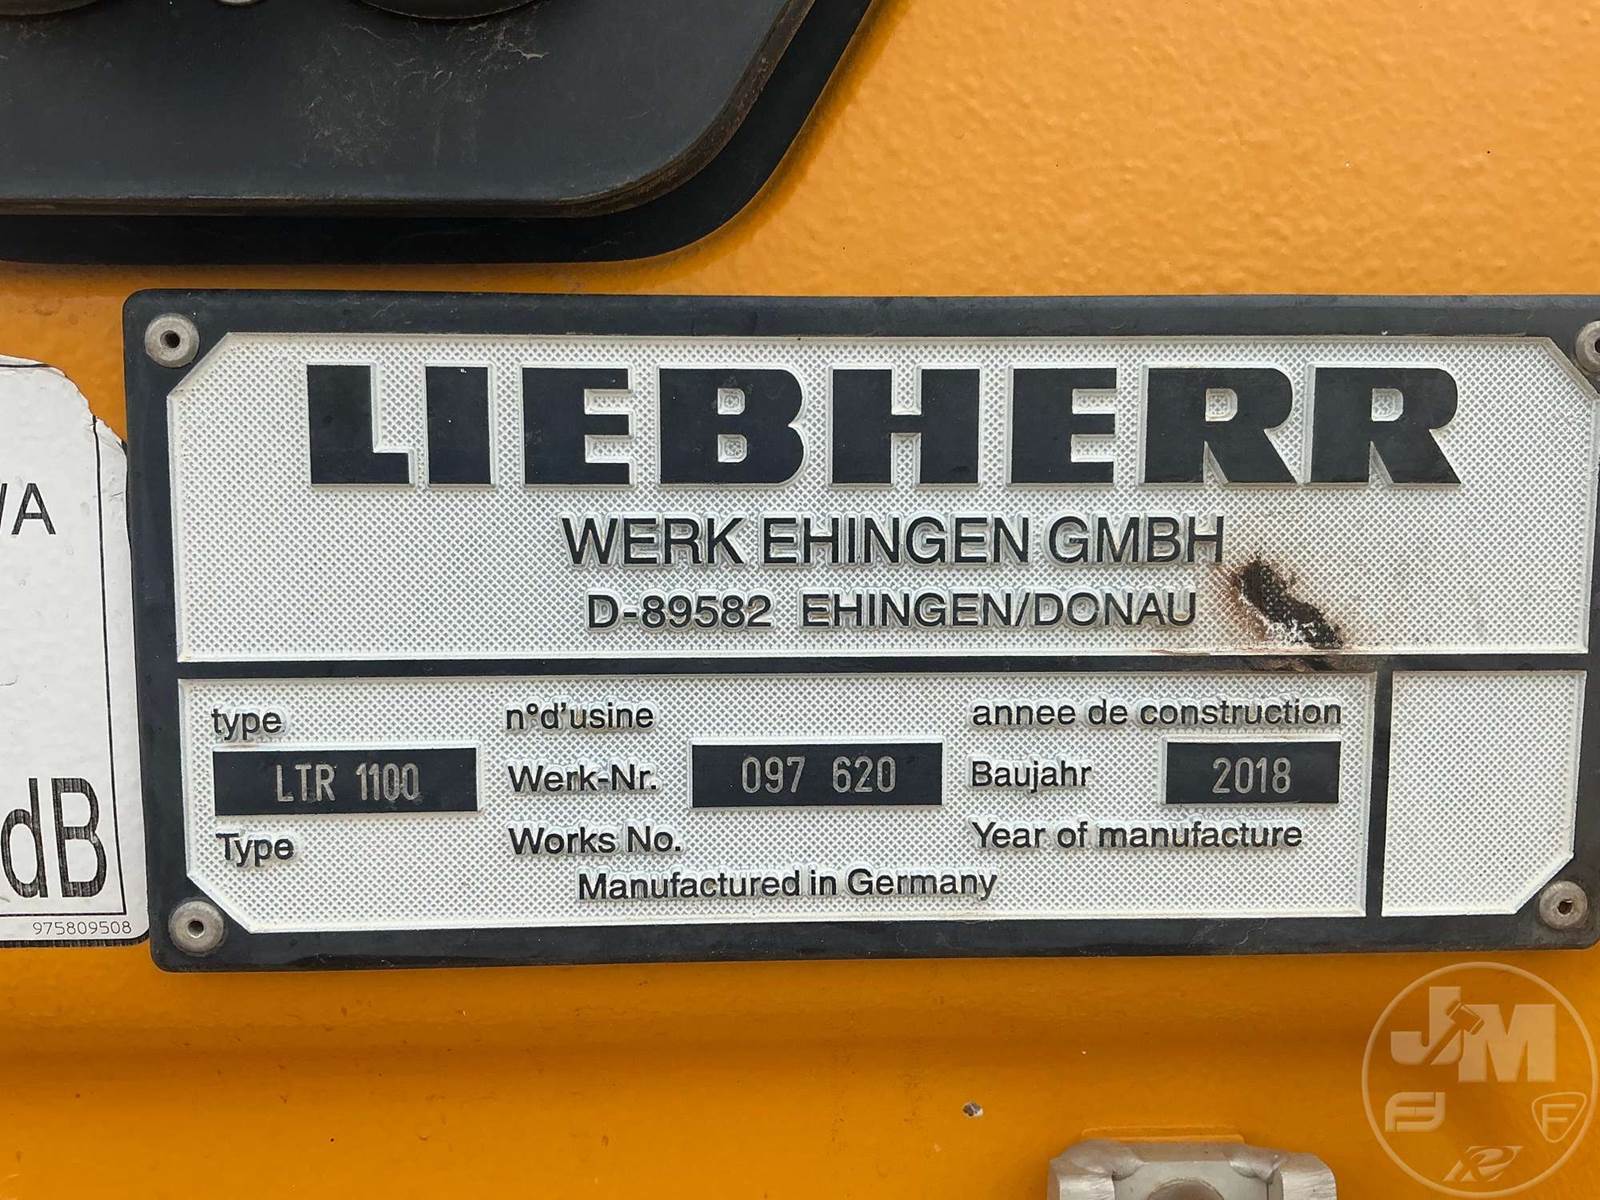 LIEBHERR
WERK EHINGEN GMBH
D-89582 EHINGEN/DONAU
type n°d'usine annee de construction
LTR 1100 Werk-Nr. 097 620 Baujahr 2018
Type Works No. Year of manufacture
Manufactured in Germany
/A
dB
975809508
JM
F